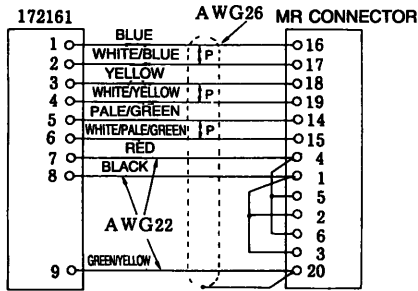 AWG26
172161 MR CONNECTOR
1 BLUE 16
2 WHITE/BLUE P 17
3 YELLOW 18
4 WHITE/YELLOW P 19
5 PALE/GREEN 14
6 WHITE/PALE/GREEN P 15
7 RED 4
8 BLACK 1
5
AWG22
2
6
3
9 GREEN/YELLOW 20